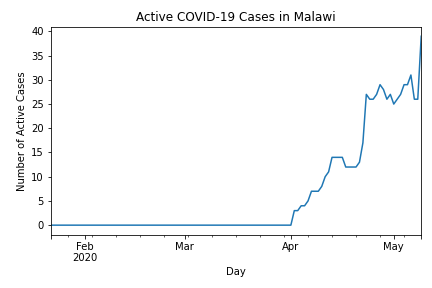 Active COVID-19 Cases in Malawi
Number of Active Cases
40
35
30
25
20
15
10
5
0
Feb Mar Apr May
2020
Day